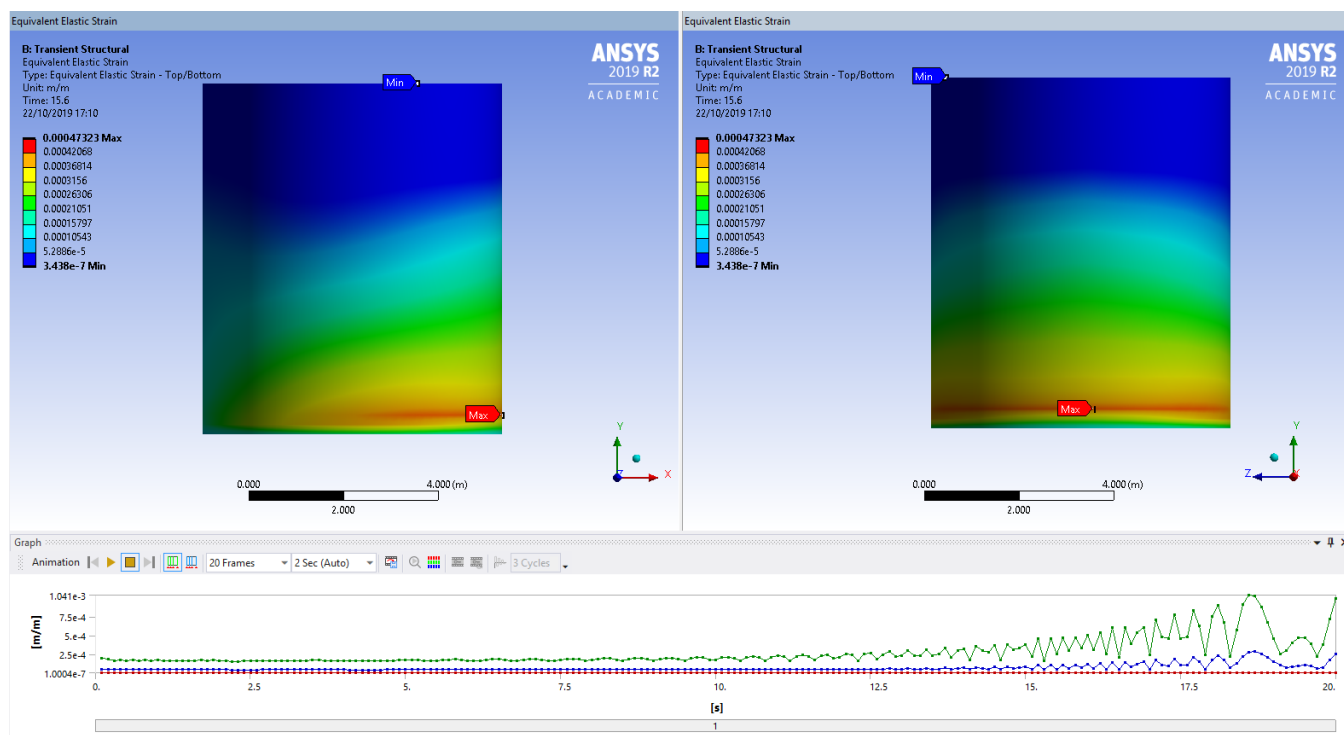 Equivalent Elastic Strain
B: Transient Structural
Equivalent Elastic Strain
Type: Equivalent Elastic Strain - Top/Bottom
Unit: m/m
Time: 15.6
22/10/2019 17:10
0.00047323 Max
0.00042068
0.00036814
0.0003156
0.00026306
0.00021051
0.00015797
0.00010543
5.2886e-5
3.438e-7 Min
Min
ANSYS
2019 R2
ACADEMIC
Max
Y
Z
X
0.000
4.000 (m)
2.000
Equivalent Elastic Strain
B: Transient Structural
Equivalent Elastic Strain
Type: Equivalent Elastic Strain - Top/Bottom
Unit: m/m
Time: 15.6
22/10/2019 17:10
0.00047323 Max
0.00042068
0.00036814
0.0003156
0.00026306
0.00021051
0.00015797
0.00010543
5.2886e-5
3.438e-7 Min
Min
ANSYS
2019 R2
ACADEMIC
Max
Y
Z
X
0.000
4.000 (m)
2.000
Graph
Animation 20 Frames 2 Sec (Auto) 3 Cycles
1.041e-3
7.5e-4
5.e-4
2.5e-4
1.0004e-7
[m/m]
0. 2.5 5. 7.5 10. 12.5 15. 17.5 20.
[s]
1